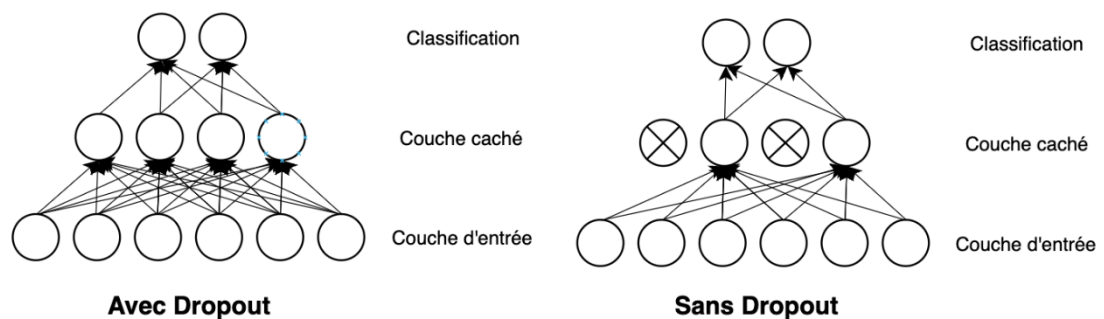 Classification
Couche caché
Couche d'entrée
Avec Dropout
Classification
Couche caché
Couche d'entrée
Sans Dropout